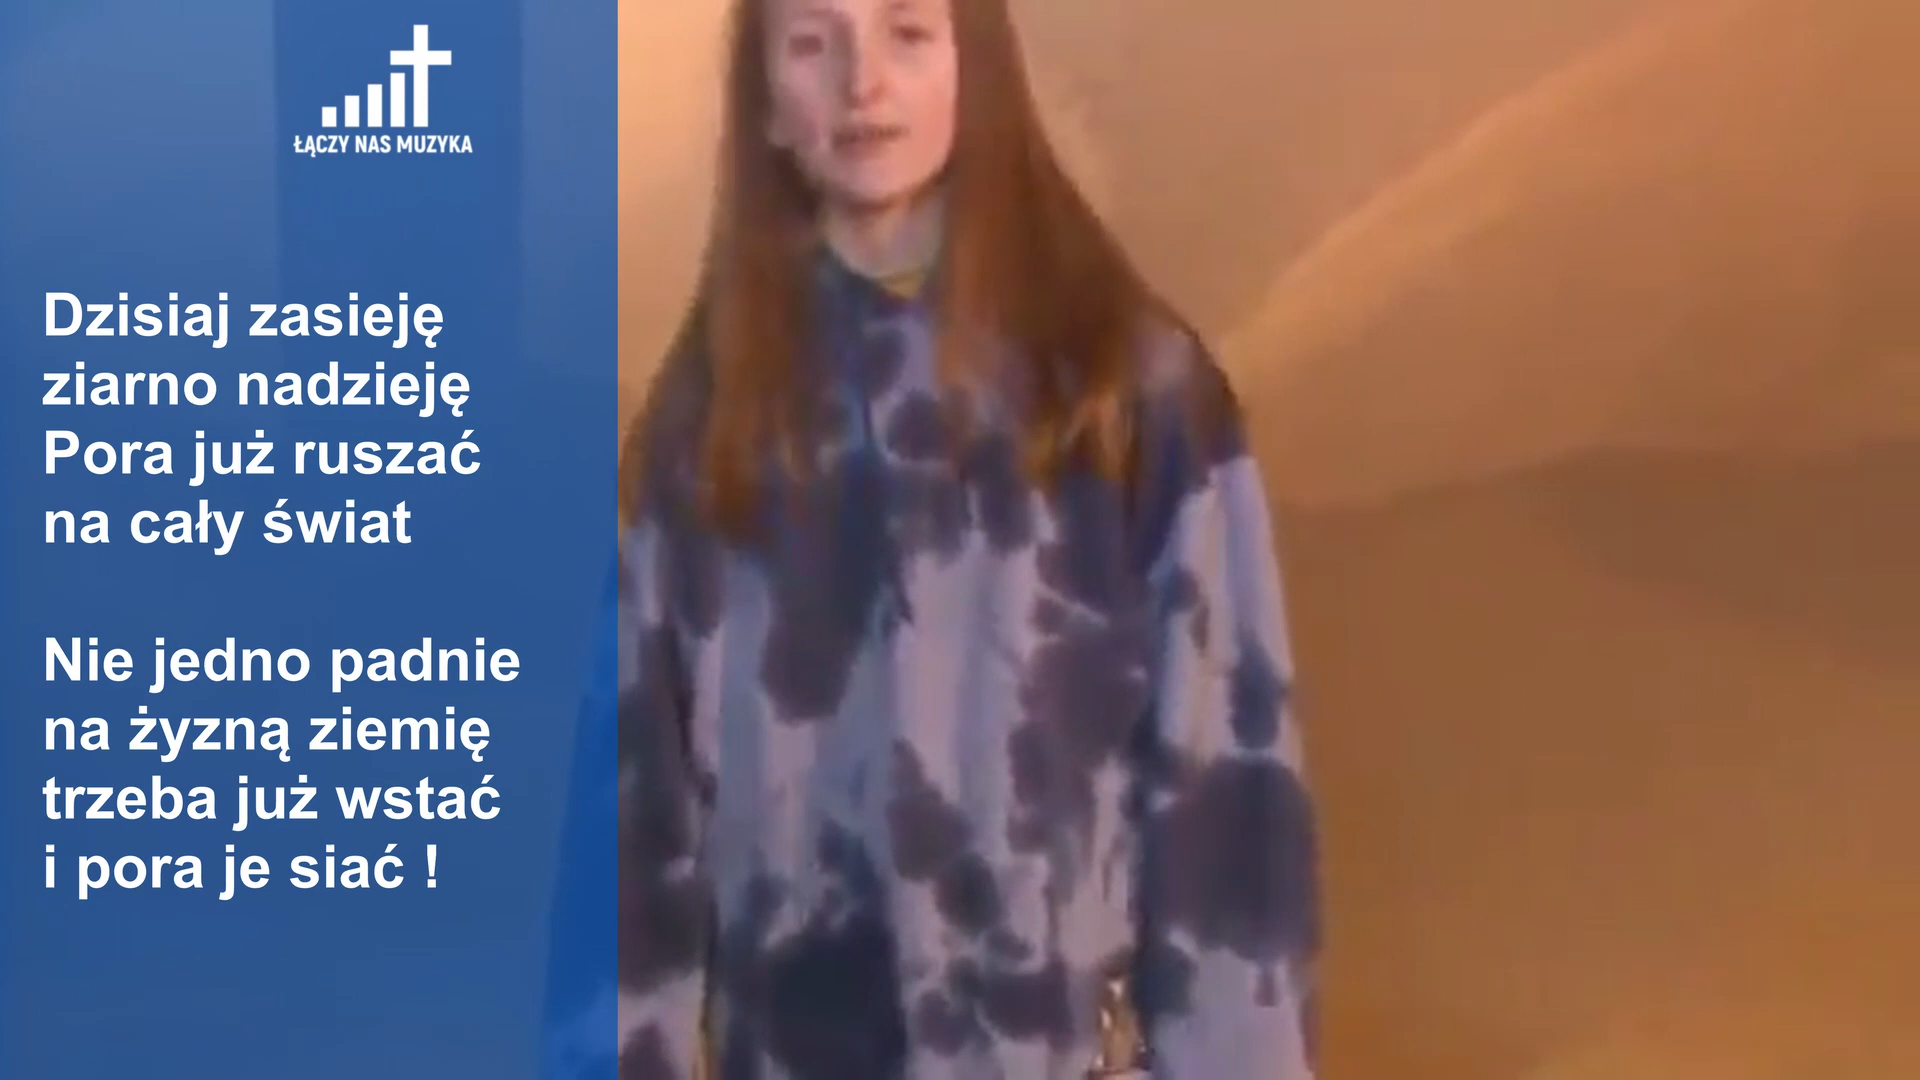 ŁĄCZY NAS MUZYKA
Dzisiaj zasieję
ziarno nadzieję
Pora już ruszać
na cały świat
Nie jedno padnie
na żyzną ziemię
trzeba już wstać
i pora je siać !